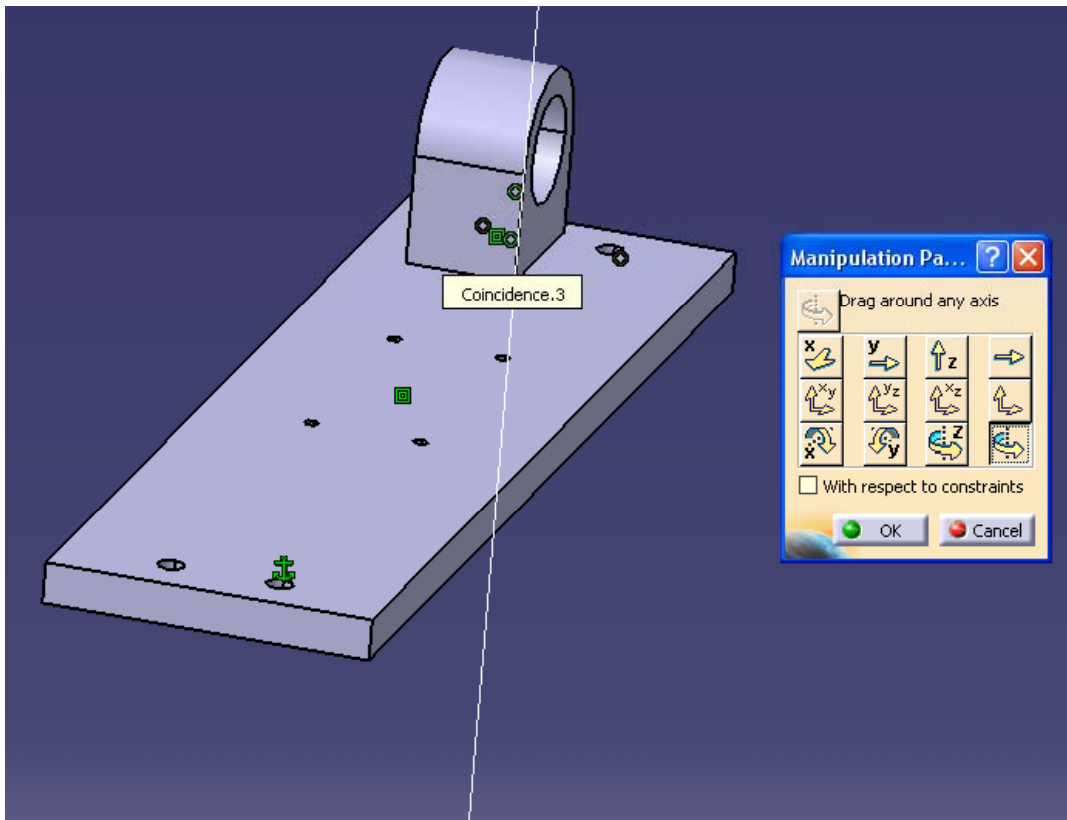 Coincidence.3
Manipulation Pa...
Drag around any axis
x
y
z
xy
yz
xz
x
y
z
With respect to constraints
OK
Cancel